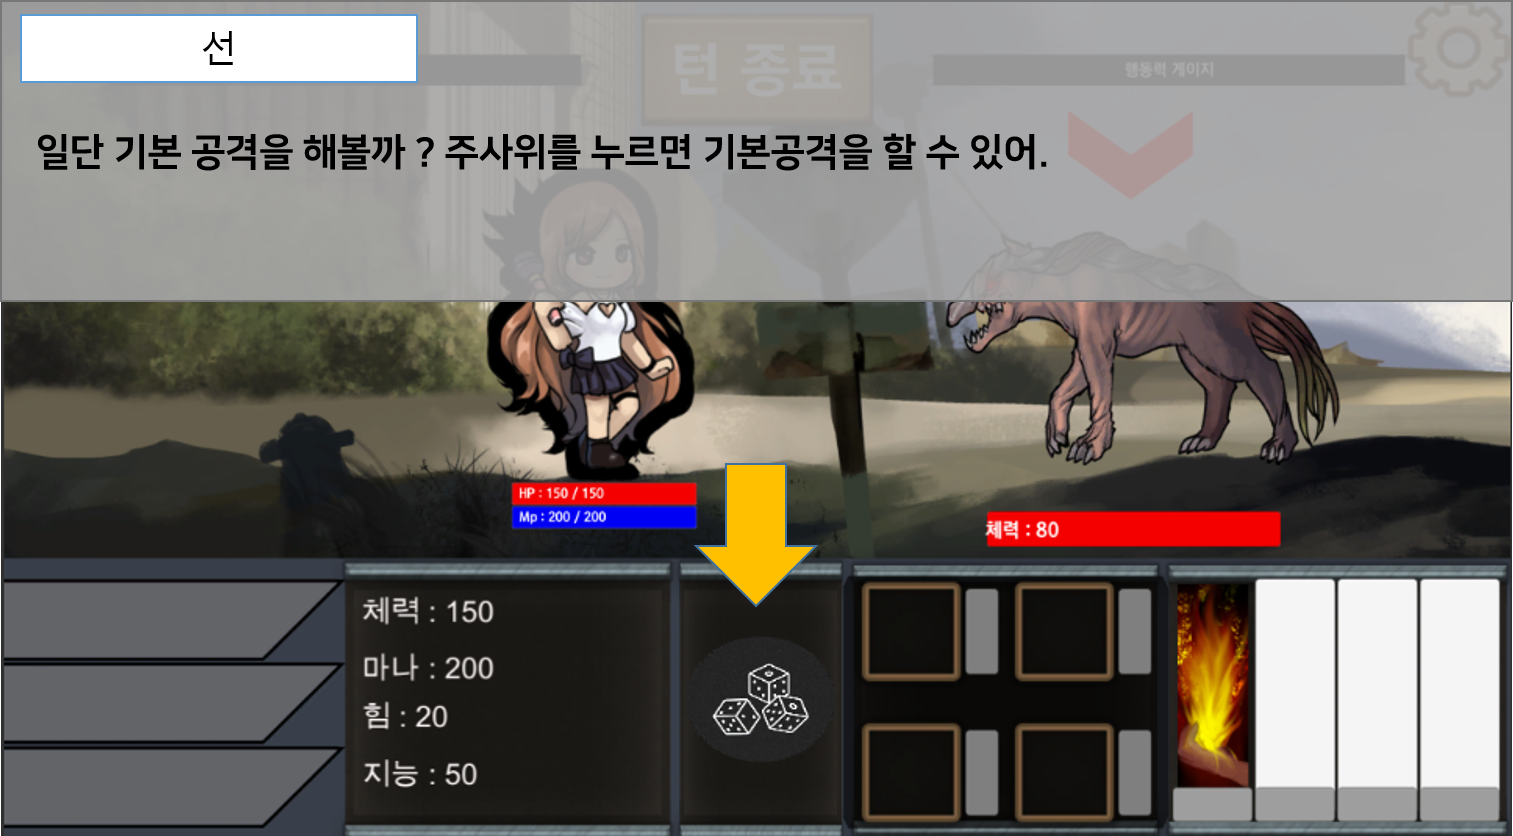 선
턴 종료
행동력 게이지
일단 기본 공격을 해볼까 ? 주사위를 누르면 기본공격을 할 수 있어.
HP : 150 / 150
Mp : 200 / 200
체력 : 80
체력 : 150
마나 : 200
힘 : 20
지능 : 50